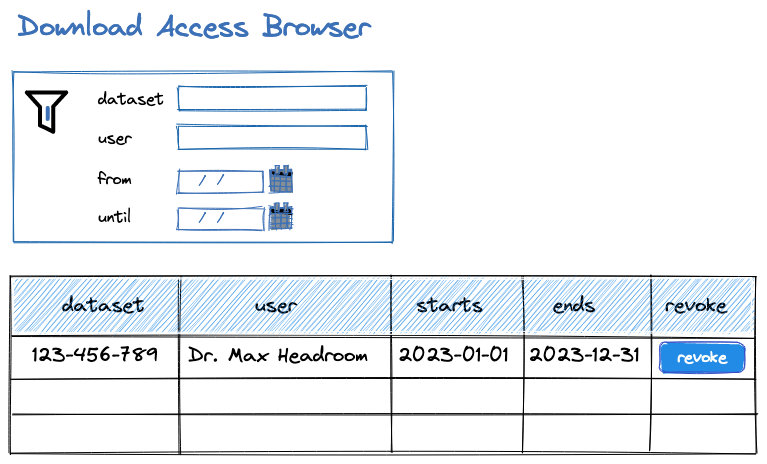 Download Access Browser
dataset
user
from / /
until / /
dataset user starts ends revoke
123-456-789 Dr. Max Headroom 2023-01-01 2023-12-31 revoke